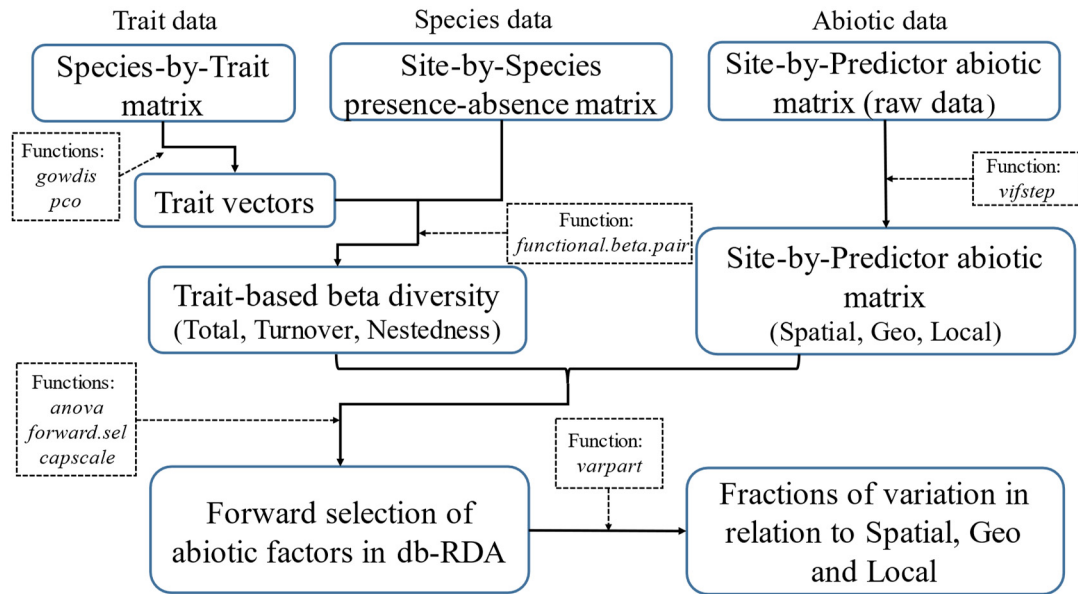 Trait data
Species data
Abiotic data
Species-by-Trait
matrix
Site-by-Species
presence-absence matrix
Site-by-Predictor abiotic
matrix (raw data)
Functions:
gowdis
pco
Trait vectors
Function:
functional.beta.pair
Function:
vifstep
Trait-based beta diversity
(Total, Turnover, Nestedness)
Site-by-Predictor abiotic
matrix
(Spatial, Geo, Local)
Functions:
anova
forward.sel
capscale
Function:
varpart
Forward selection of
abiotic factors in db-RDA
Fractions of variation in
relation to Spatial, Geo
and Local